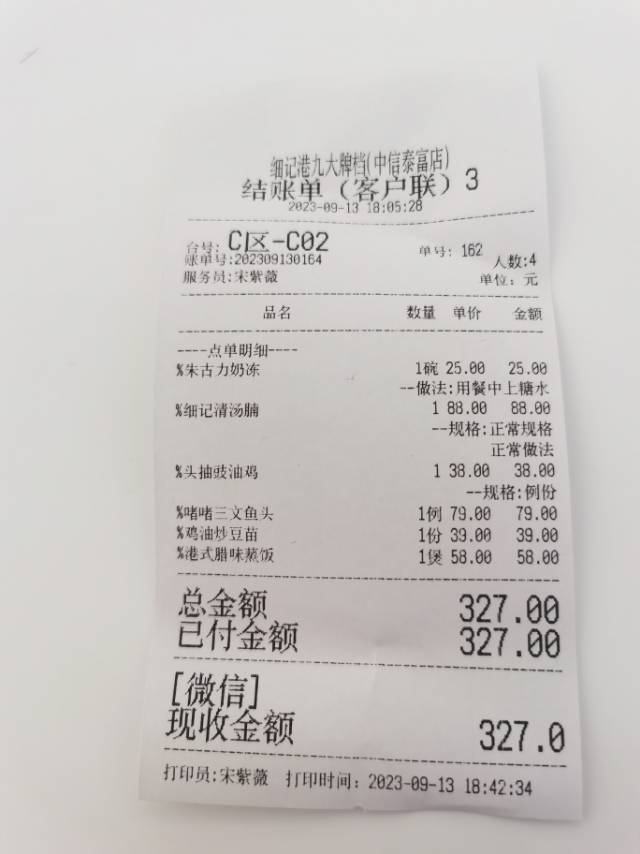 细记港九大牌档(中信泰富店)
结账单（客户联）3
2023-09-13 18:05:28
台号: C区-C02 单号: 162
账单号:202309130164 人数:4
服务员:宋紫薇 单位: 元
品名 数量 单价 金额
----点单明细----
%朱古力奶冻 1碗 25.00 25.00
--做法:用餐中上糖水
%细记清汤腩 1 88.00 88.00
--规格:正常规格
正常做法
%头抽豉油鸡 1 38.00 38.00
--规格:例份
%啫啫三文鱼头 1例 79.00 79.00
%鸡油炒豆苗 1份 39.00 39.00
%港式腊味蒸饭 1煲 58.00 58.00
总金额 327.00
已付金额 327.00
[微信]
现收金额 327.0
打印员:宋紫薇 打印时间: 2023-09-13 18:42:34